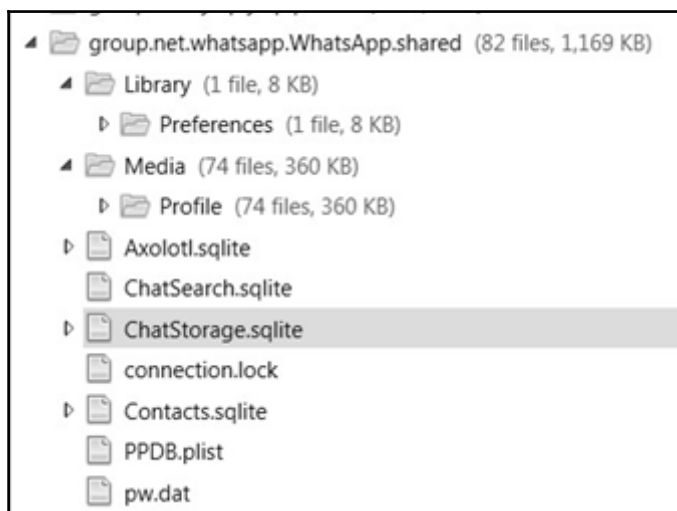 group.net.whatsapp.WhatsApp.shared (82 files, 1,169 KB)
Library (1 file, 8 KB)
Preferences (1 file, 8 KB)
Media (74 files, 360 KB)
Profile (74 files, 360 KB)
Axolotl.sqlite
ChatSearch.sqlite
ChatStorage.sqlite
connection.lock
Contacts.sqlite
PPDB.plist
pw.dat